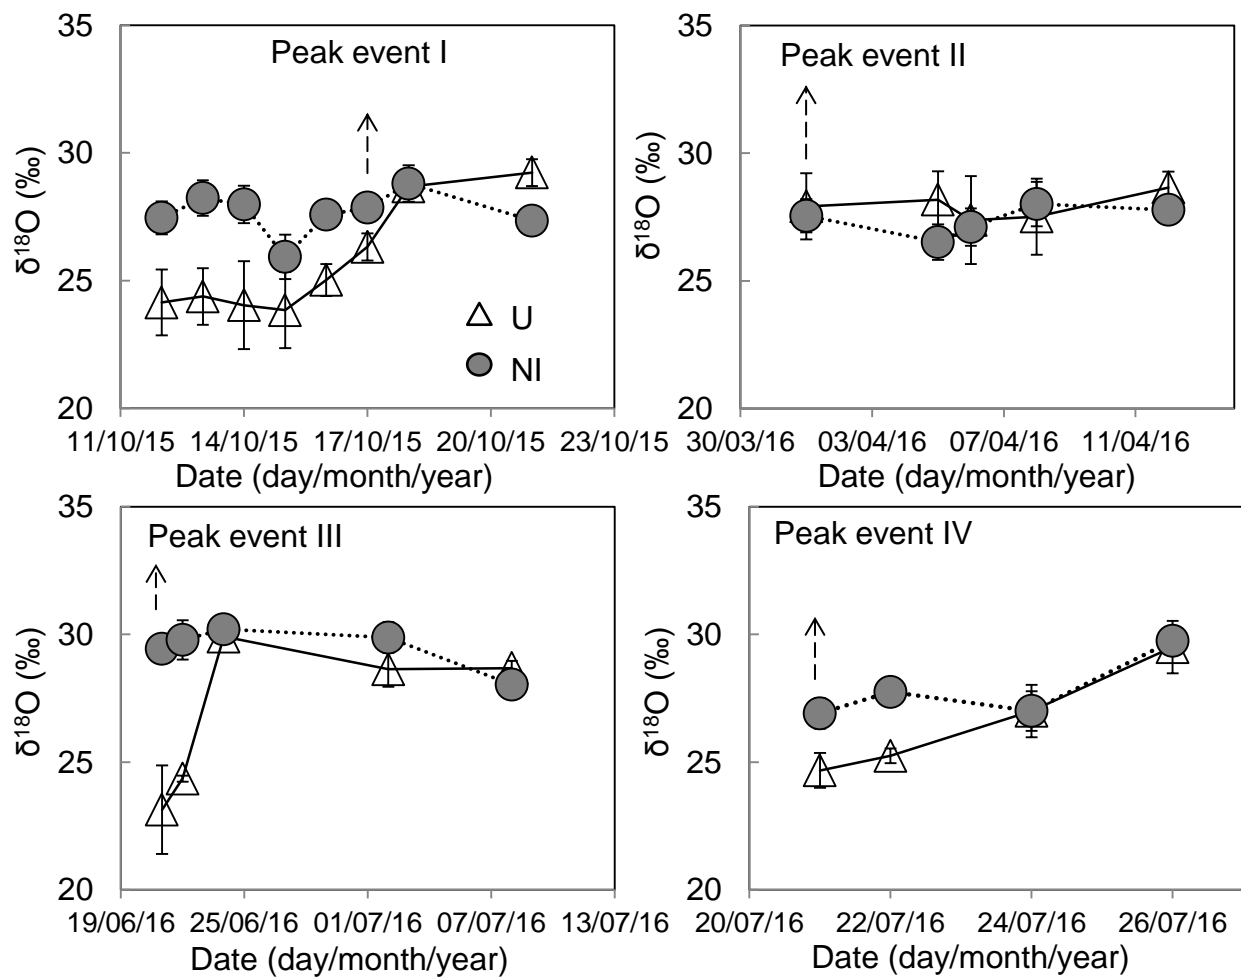 35
30
25
20
δ¹⁸O (‰)
Peak event I
U
NI
11/10/15 14/10/15 17/10/15 20/10/15 23/10/15
Date (day/month/year)
35
30
25
20
δ¹⁸O (‰)
Peak event II
30/03/16 03/04/16 07/04/16 11/04/16
Date (day/month/year)
35
30
25
20
δ¹⁸O (‰)
Peak event III
19/06/16 25/06/16 01/07/16 07/07/16 13/07/16
Date (day/month/year)
35
30
25
20
δ¹⁸O (‰)
Peak event IV
20/07/16 22/07/16 24/07/16 26/07/16
Date (day/month/year)